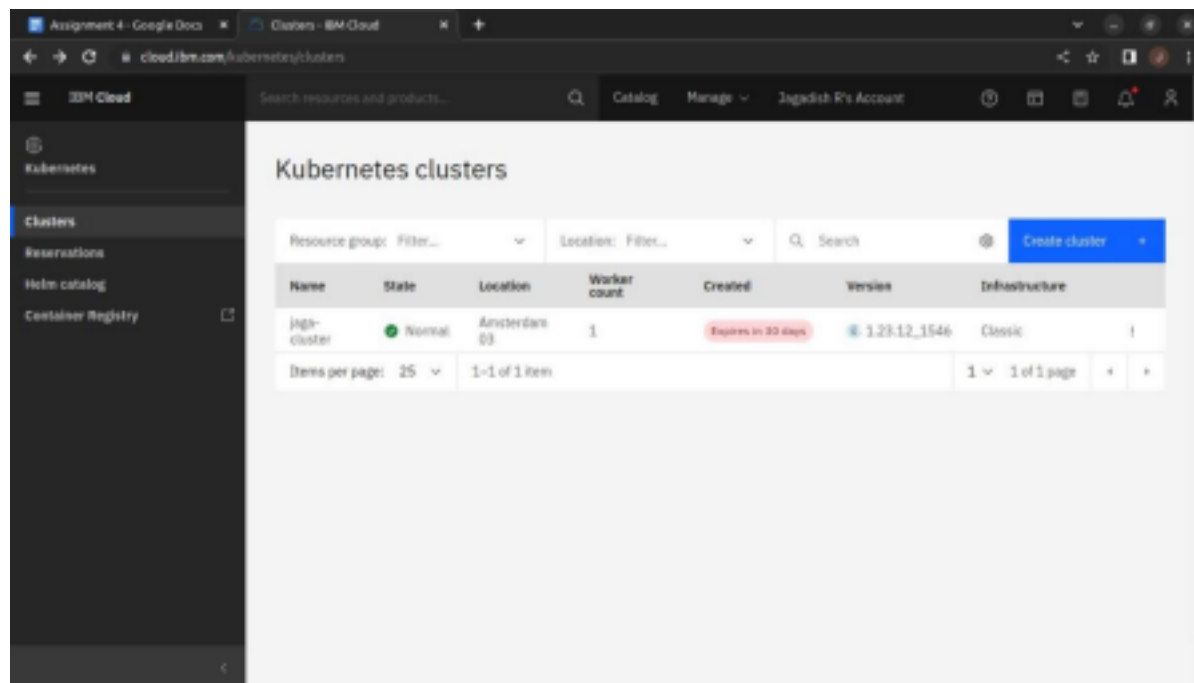 Assignment 4 - Google Docs
Clusters - IBM Cloud
cloud.ibm.com/kubernetes/clusters
IBM Cloud
Search resources and products...
Catalog
Manage
Jagadish R's Account
Kubernetes
Clusters
Reservations
Helm catalog
Container Registry
Kubernetes clusters
Resource group: Filter...
Location: Filter...
Search
Create cluster +
Name State Location Worker count Created Version Infrastructure
jaga-cluster Normal Amsterdam 03 1 Expires in 30 days 1.23.12_1546 Classic
Items per page: 25 1–1 of 1 item 1 1 of 1 page